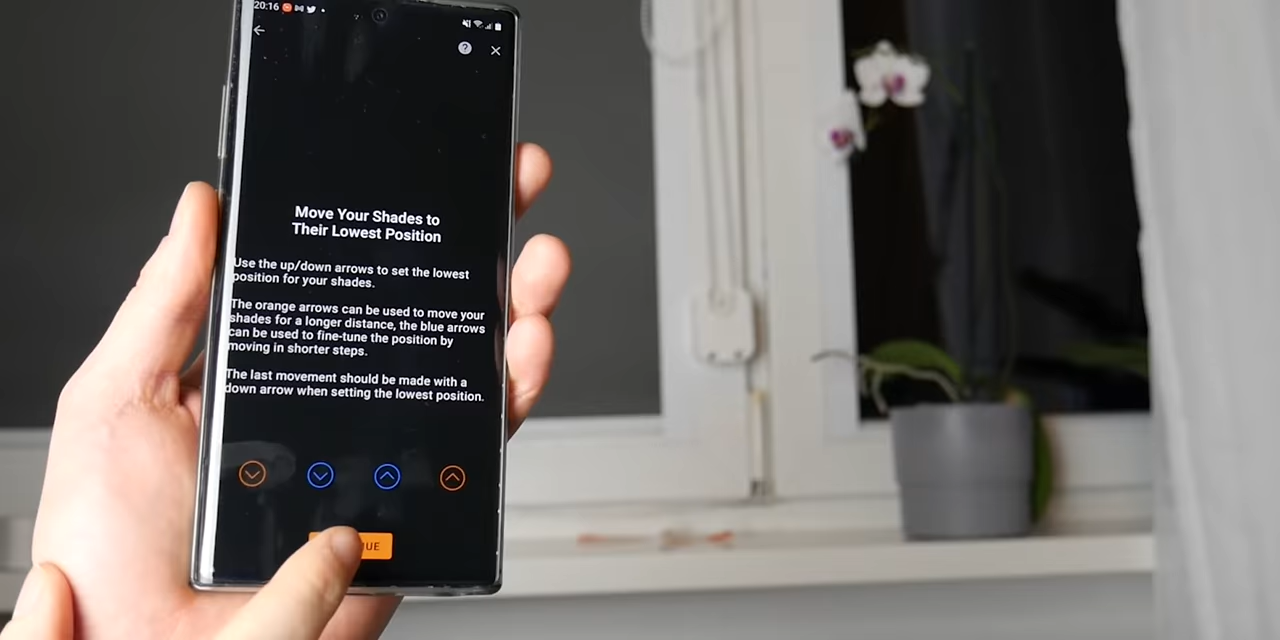 20:16
?
Move Your Shades to
Their Lowest Position
Use the up/down arrows to set the lowest
position for your shades.
The orange arrows can be used to move your
shades for a longer distance, the blue arrows
can be used to fine-tune the position by
moving in shorter steps.
The last movement should be made with a
down arrow when setting the lowest position.
UE